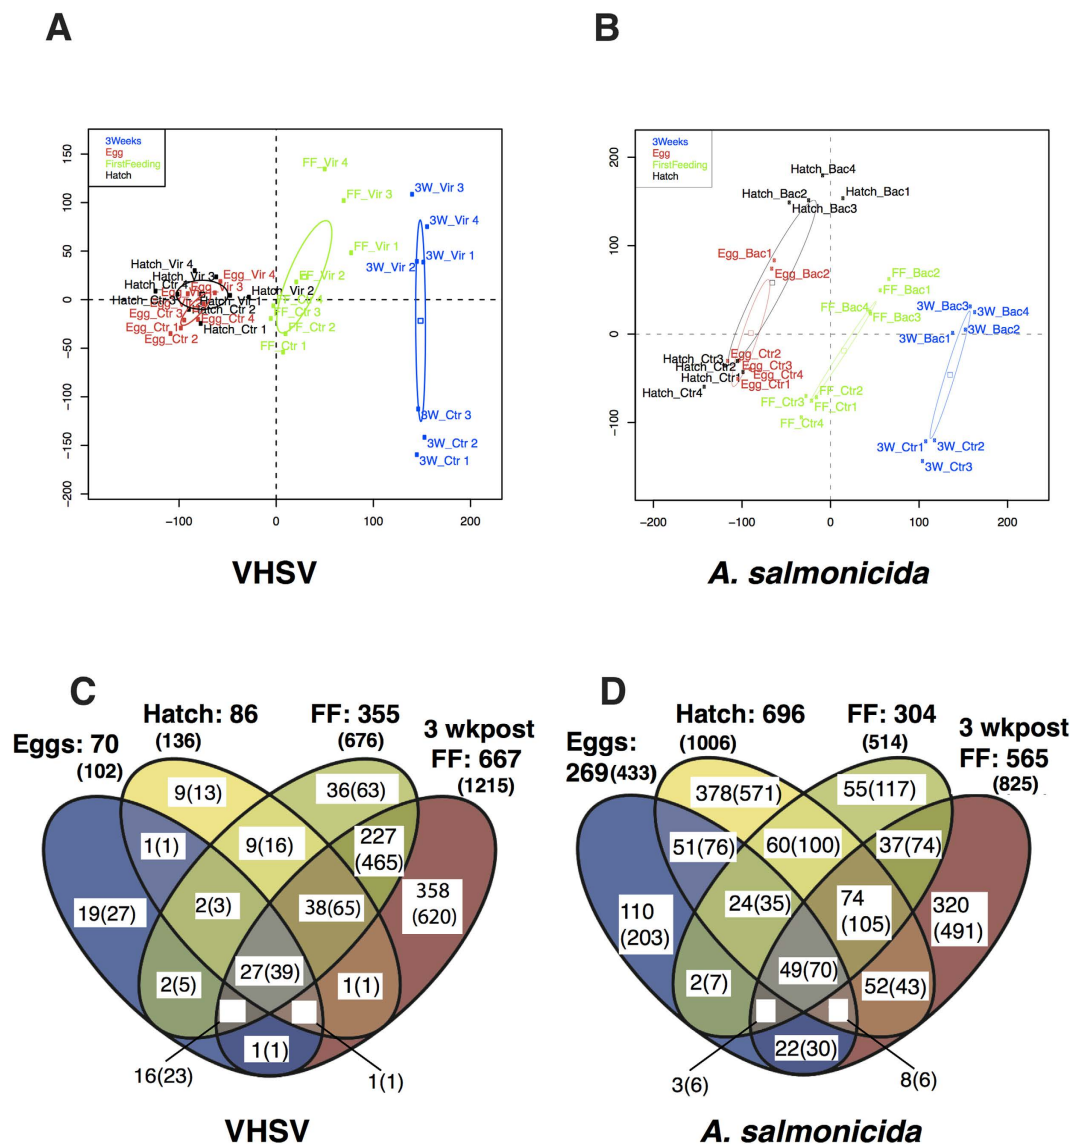 A
B
3Weeks
Egg
FirstFeeding
Hatch
FF_Vir 4
FF_Vir 3
3W_Vir 3
3W_Vir 4
FF_Vir 1
3W_Vir 1
3W_Vir 2
FF_Vir 2
Hatch_Vir 4
Hatch_Vir 3
Egg_Vir 4
Hatch_Ctr 4
Egg_Vir 3
Hatch_Vir 2
Hatch_Ctr 3
Hatch_Vir 1
Hatch_Ctr 2
FF_Ctr 3
Egg_Ctr 3
Egg_Ctr 4
Egg_Ctr 1
Hatch_Ctr 1
FF_Ctr 2
Egg_Ctr 2
FF_Ctr 1
3W_Ctr 3
3W_Ctr 2
3W_Ctr 1
150
100
50
0
−50
−100
−150
−200
−100
0
100
200
VHSV
3Weeks
Egg
FirstFeeding
Hatch
Hatch_Bac4
Hatch_Bac2
Hatch_Bac1
Hatch_Bac3
Egg_Bac1
Egg_Bac2
FF_Bac2
FF_Bac1
FF_Bac4
FF_Bac3
3W_Bac3
3W_Bac4
3W_Bac1
3W_Bac2
Hatch_Ctr3
Egg_Ctr2
Hatch_Ctr2
Egg_Ctr3
Hatch_Ctr1
Egg_Ctr4
Egg_Ctr1
Hatch_Ctr4
FF_Ctr2
FF_Ctr3
FF_Ctr1
FF_Ctr4
3W_Ctr1
3W_Ctr2
3W_Ctr3
200
100
0
−100
−200
−100
0
100
200
A. salmonicida
C
Hatch: 86
(136)
FF: 355
(676)
3 wkpost
FF: 667
(1215)
Eggs: 70
(102)
9(13)
36(63)
1(1)
9(16)
227
(465)
19(27)
2(3)
38(65)
358
(620)
2(5)
27(39)
1(1)
1(1)
16(23)
1(1)
VHSV
D
Hatch: 696
(1006)
FF: 304
(514)
3 wkpost
FF: 565
(825)
Eggs:
269(433)
378(571)
55(117)
51(76)
60(100)
37(74)
110
(203)
24(35)
74
(105)
320
(491)
2(7)
49(70)
52(43)
22(30)
3(6)
8(6)
A. salmonicida